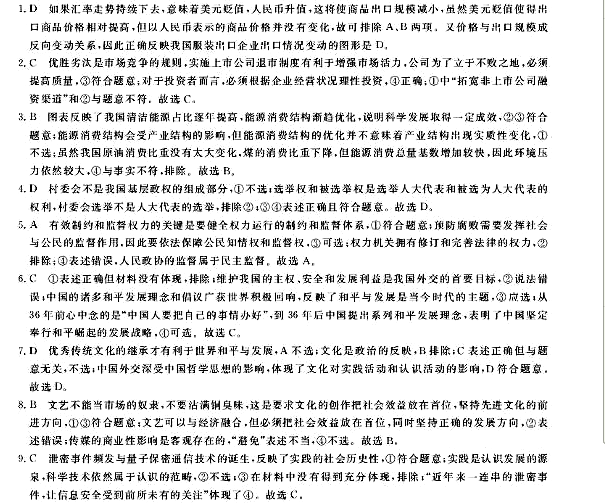 1. D 如果汇率走势持续下去,意味着美元贬值,人民币升值,这将使商品出口规模减小,虽然美元贬值使得出
口商品价格相对提高,但以人民币表示的商品价格并没有变化,故可排除A、B两项。又价格与出口规模成
反向变动关系,因此正确反映我国服装出口企业出口情况变动的图形是D。
2. C 优胜劣汰是市场竞争的规则,实施上市公司退市制度有利于增强市场活力,公司为了立于不败之地,必须
提高质量,③符合题意;对于投资者而言,必须根据企业经营状况理性投资,④正确;①中“拓宽非上市公司融
资渠道”和②与题意不符。故选C。
3. B 图表反映了我国清洁能源占比逐年提高,能源消费结构渐趋优化,说明科学发展取得一定成效,②③符合
题意;能源消费结构会受产业结构的影响,但能源消费结构的优化并不意味着产业结构出现实质性变化,①
不选;虽然我国原油消费比重没有太大变化,煤的消费比重下降,但能源消费总量基数增加较快,因此环境压
力依然较大,④与事实不符,排除。故选B。
4. D 村委会不是我国基层政权的组成部分,①不选;选举权和被选举权是选举人大代表和被选为人大代表的
权利,村委会选举不是人大代表的选举,排除②;③④表述正确且符合题意。故选D。
5. A 有效制约和监督权力的关键是要健全权力运行的制约和监督体系,①符合题意;预防腐败需要发挥社会
与公民的监督作用,因此要依法保障公民知情权和监督权,③可选;权力机关拥有修订和完善法律的权力,②
排除;④表述错误,人民政协的监督属于民主监督。故选A。
6. C ①表述正确但材料没有体现,排除;维护我国的主权、安全和发展利益是我国外交的首要目标,②说法错
误;中国的诸多和平发展理念和倡议广获世界积极回响,反映了和平与发展是当今时代的主题,③应选;从
36年前心中念的是“中国人要把自己的事情办好”,到36年后中国提出系列和平发展理念,表明了中国坚定
奉行和平崛起的发展战略,④可选。故选C。
7. D 优秀传统文化的继承才有利于世界和平与发展,A不选;文化是政治的反映,B排除;C表述正确但与题
意无关,不选;中国外交深受中国哲学思想的影响,体现了文化对实践活动和认识活动的影响,D符合题意。
故选D。
8. B 文艺不能当市场的奴隶,不要沾满铜臭味,这是要求文化的创作把社会效益放在首位,坚持先进文化的前
进方向,①③符合题意;文艺可以与经济融合,但必须把社会效益放在首位,同时坚持正确的发展方向,②表
述错误;传媒的商业性影响是客观存在的,“避免”表述不当,④不选。故选B。
9. C 泄密事件频发与量子保密通信技术的诞生,反映了实践的社会历史性,①符合题意;实践是认识发展的源
泉,科学技术依然属于认识的范畴,②不选;③在材料中没有得到充分体现,排除;“近年来一连串的泄密事
件,让信息安全受到前所未有的关注”体现了④。故选C。